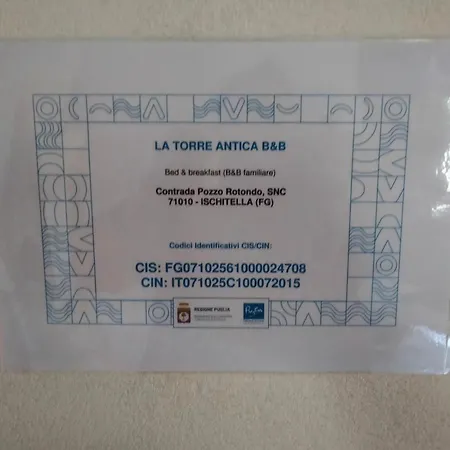 LA TORRE ANTICA B&B
Bed & breakfast (B&B familiare)
Contrada Pozzo Rotondo, SNC
71010 - ISCHITELLA (FG)
Codici Identificativi CIS/CIN:
CIS: FG07102561000024708
CIN: IT071025C100072015
REGIONE PUGLIA